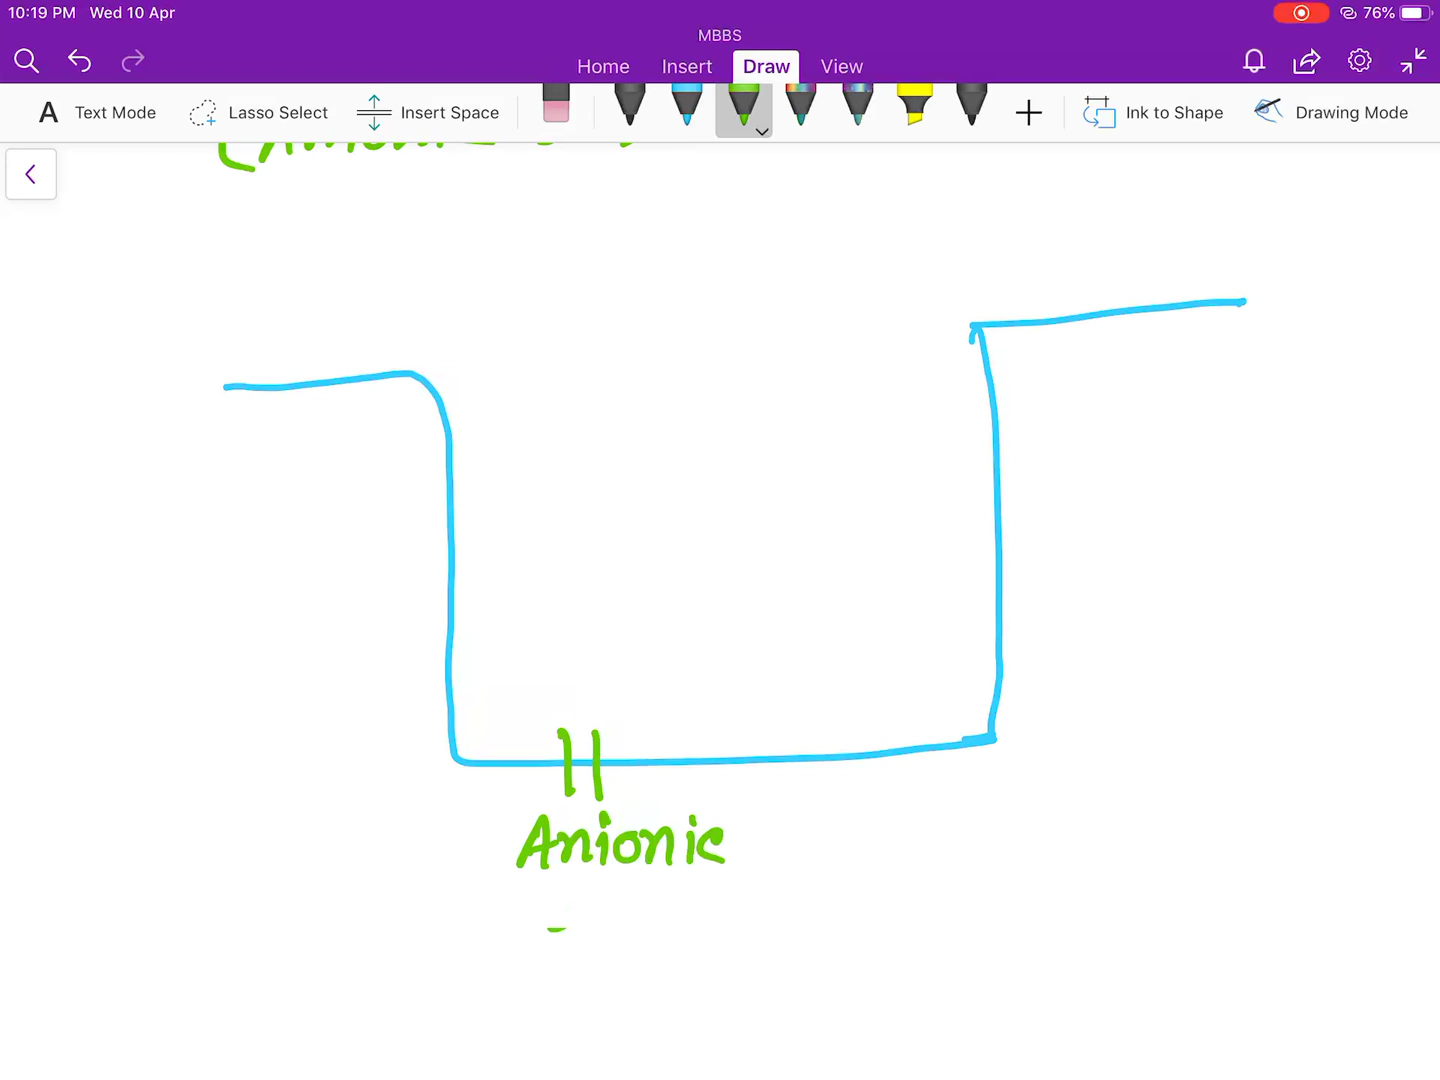 10:19 PM Wed 10 Apr
76%
MBBS
Home Insert Draw View
A Text Mode Lasso Select Insert Space Ink to Shape Drawing Mode
Anionic